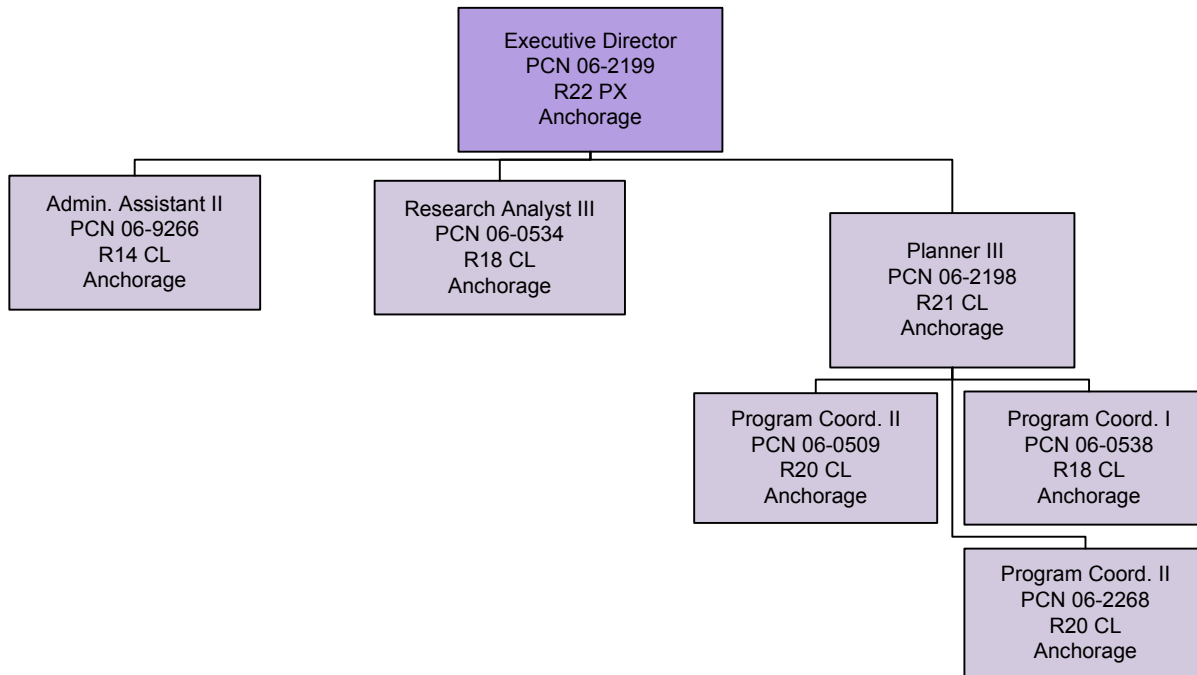 Executive Director
PCN 06-2199
R22 PX
Anchorage
Admin. Assistant II
PCN 06-9266
R14 CL
Anchorage
Research Analyst III
PCN 06-0534
R18 CL
Anchorage
Planner III
PCN 06-2198
R21 CL
Anchorage
Program Coord. II
PCN 06-0509
R20 CL
Anchorage
Program Coord. I
PCN 06-0538
R18 CL
Anchorage
Program Coord. II
PCN 06-2268
R20 CL
Anchorage